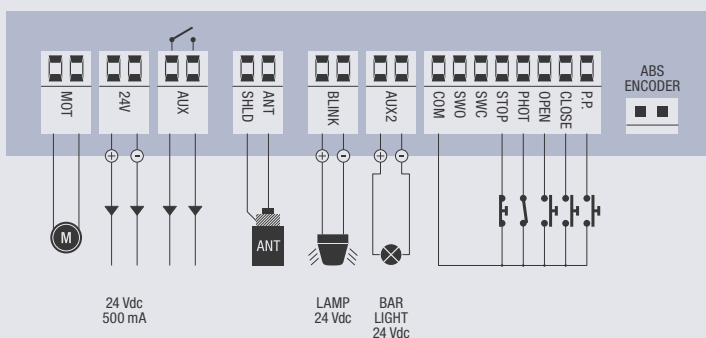 MOT
24V
AUX
SHLD
ANT
BLINK
AUX2
COM
SWO
SWC
STOP
PHOT
OPEN
CLOSE
P.P.
ABS
ENCODER
+
-
+
-
+
-
M
ANT
24 Vdc
500 mA
LAMP
24 Vdc
BAR
LIGHT
24 Vdc